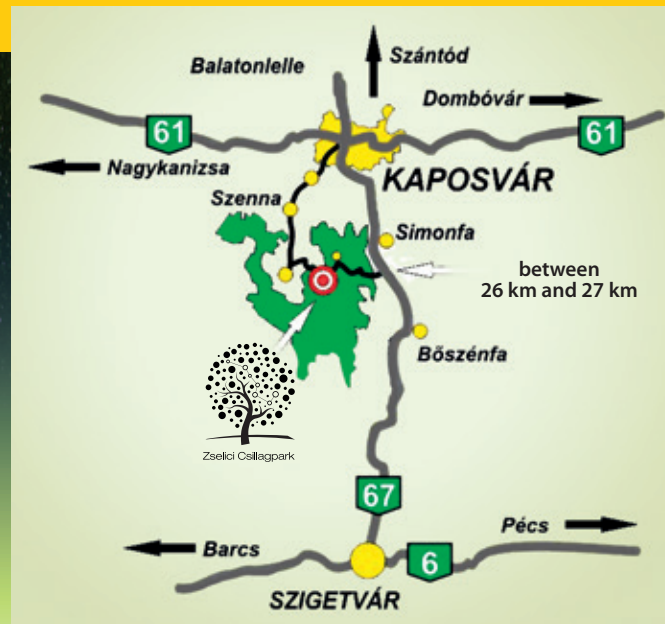 Szántód
Balatonlelle
Dombóvár
61
61
Nagykanizsa
KAPOSVÁR
Szenna
Simonfa
between
26 km and 27 km
Bőszénfa
Zselici Csillagpark
67
Pécs
Barcs
6
SZIGETVÁR